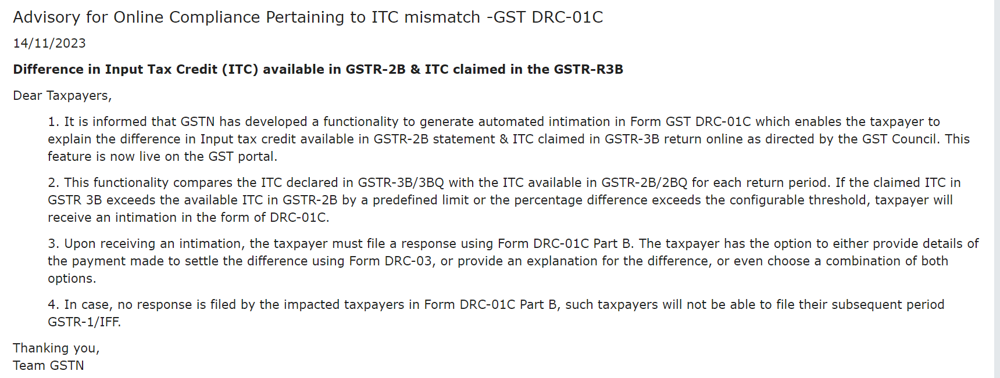 Advisory for Online Compliance Pertaining to ITC mismatch -GST DRC-01C
14/11/2023
Difference in Input Tax Credit (ITC) available in GSTR-2B & ITC claimed in the GSTR-R3B
Dear Taxpayers,
1. It is informed that GSTN has developed a functionality to generate automated intimation in Form GST DRC-01C which enables the taxpayer to
explain the difference in Input tax credit available in GSTR-2B statement & ITC claimed in GSTR-3B return online as directed by the GST Council. This
feature is now live on the GST portal.
2. This functionality compares the ITC declared in GSTR-3B/3BQ with the ITC available in GSTR-2B/2BQ for each return period. If the claimed ITC in
GSTR 3B exceeds the available ITC in GSTR-2B by a predefined limit or the percentage difference exceeds the configurable threshold, taxpayer will
receive an intimation in the form of DRC-01C.
3. Upon receiving an intimation, the taxpayer must file a response using Form DRC-01C Part B. The taxpayer has the option to either provide details of
the payment made to settle the difference using Form DRC-03, or provide an explanation for the difference, or even choose a combination of both
options.
4. In case, no response is filed by the impacted taxpayers in Form DRC-01C Part B, such taxpayers will not be able to file their subsequent period
GSTR-1/IFF.
Thanking you,
Team GSTN